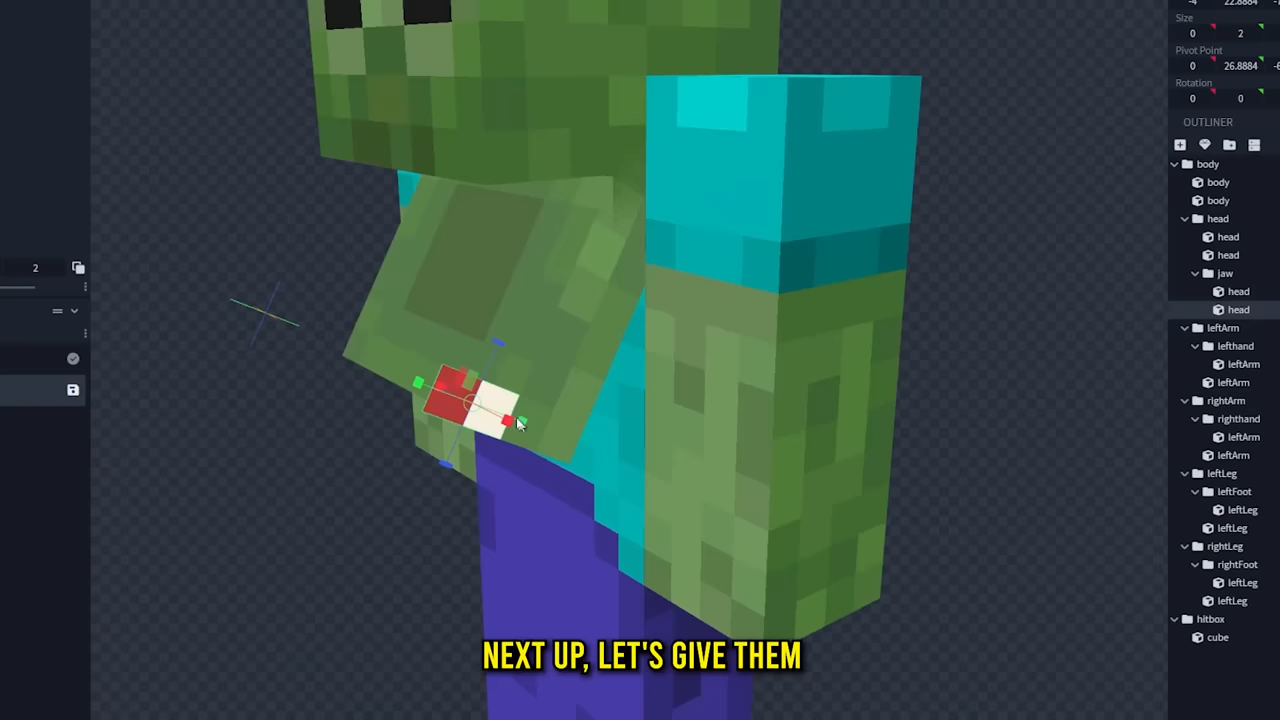 -4 22.8884
Size
0 2
Pivot Point
0 26.8884
Rotation
0 0
OUTLINER
body
body
body
head
head
head
jaw
head
head
leftArm
lefthand
leftArm
leftArm
rightArm
righthand
leftArm
leftArm
leftLeg
leftFoot
leftLeg
leftLeg
rightLeg
rightFoot
leftLeg
leftLeg
hitbox
cube
2
NEXT UP, LET'S GIVE THEM